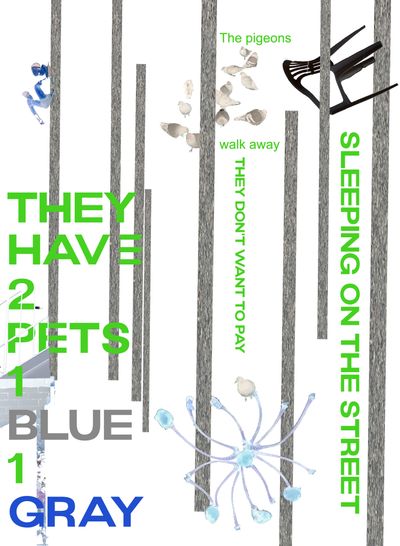 The pigeons
walk away
THEY DON'T WANT TO PAY
SLEEPING ON THE STREET
THEY
HAVE
2
PETS
1
BLUE
1
GRAY